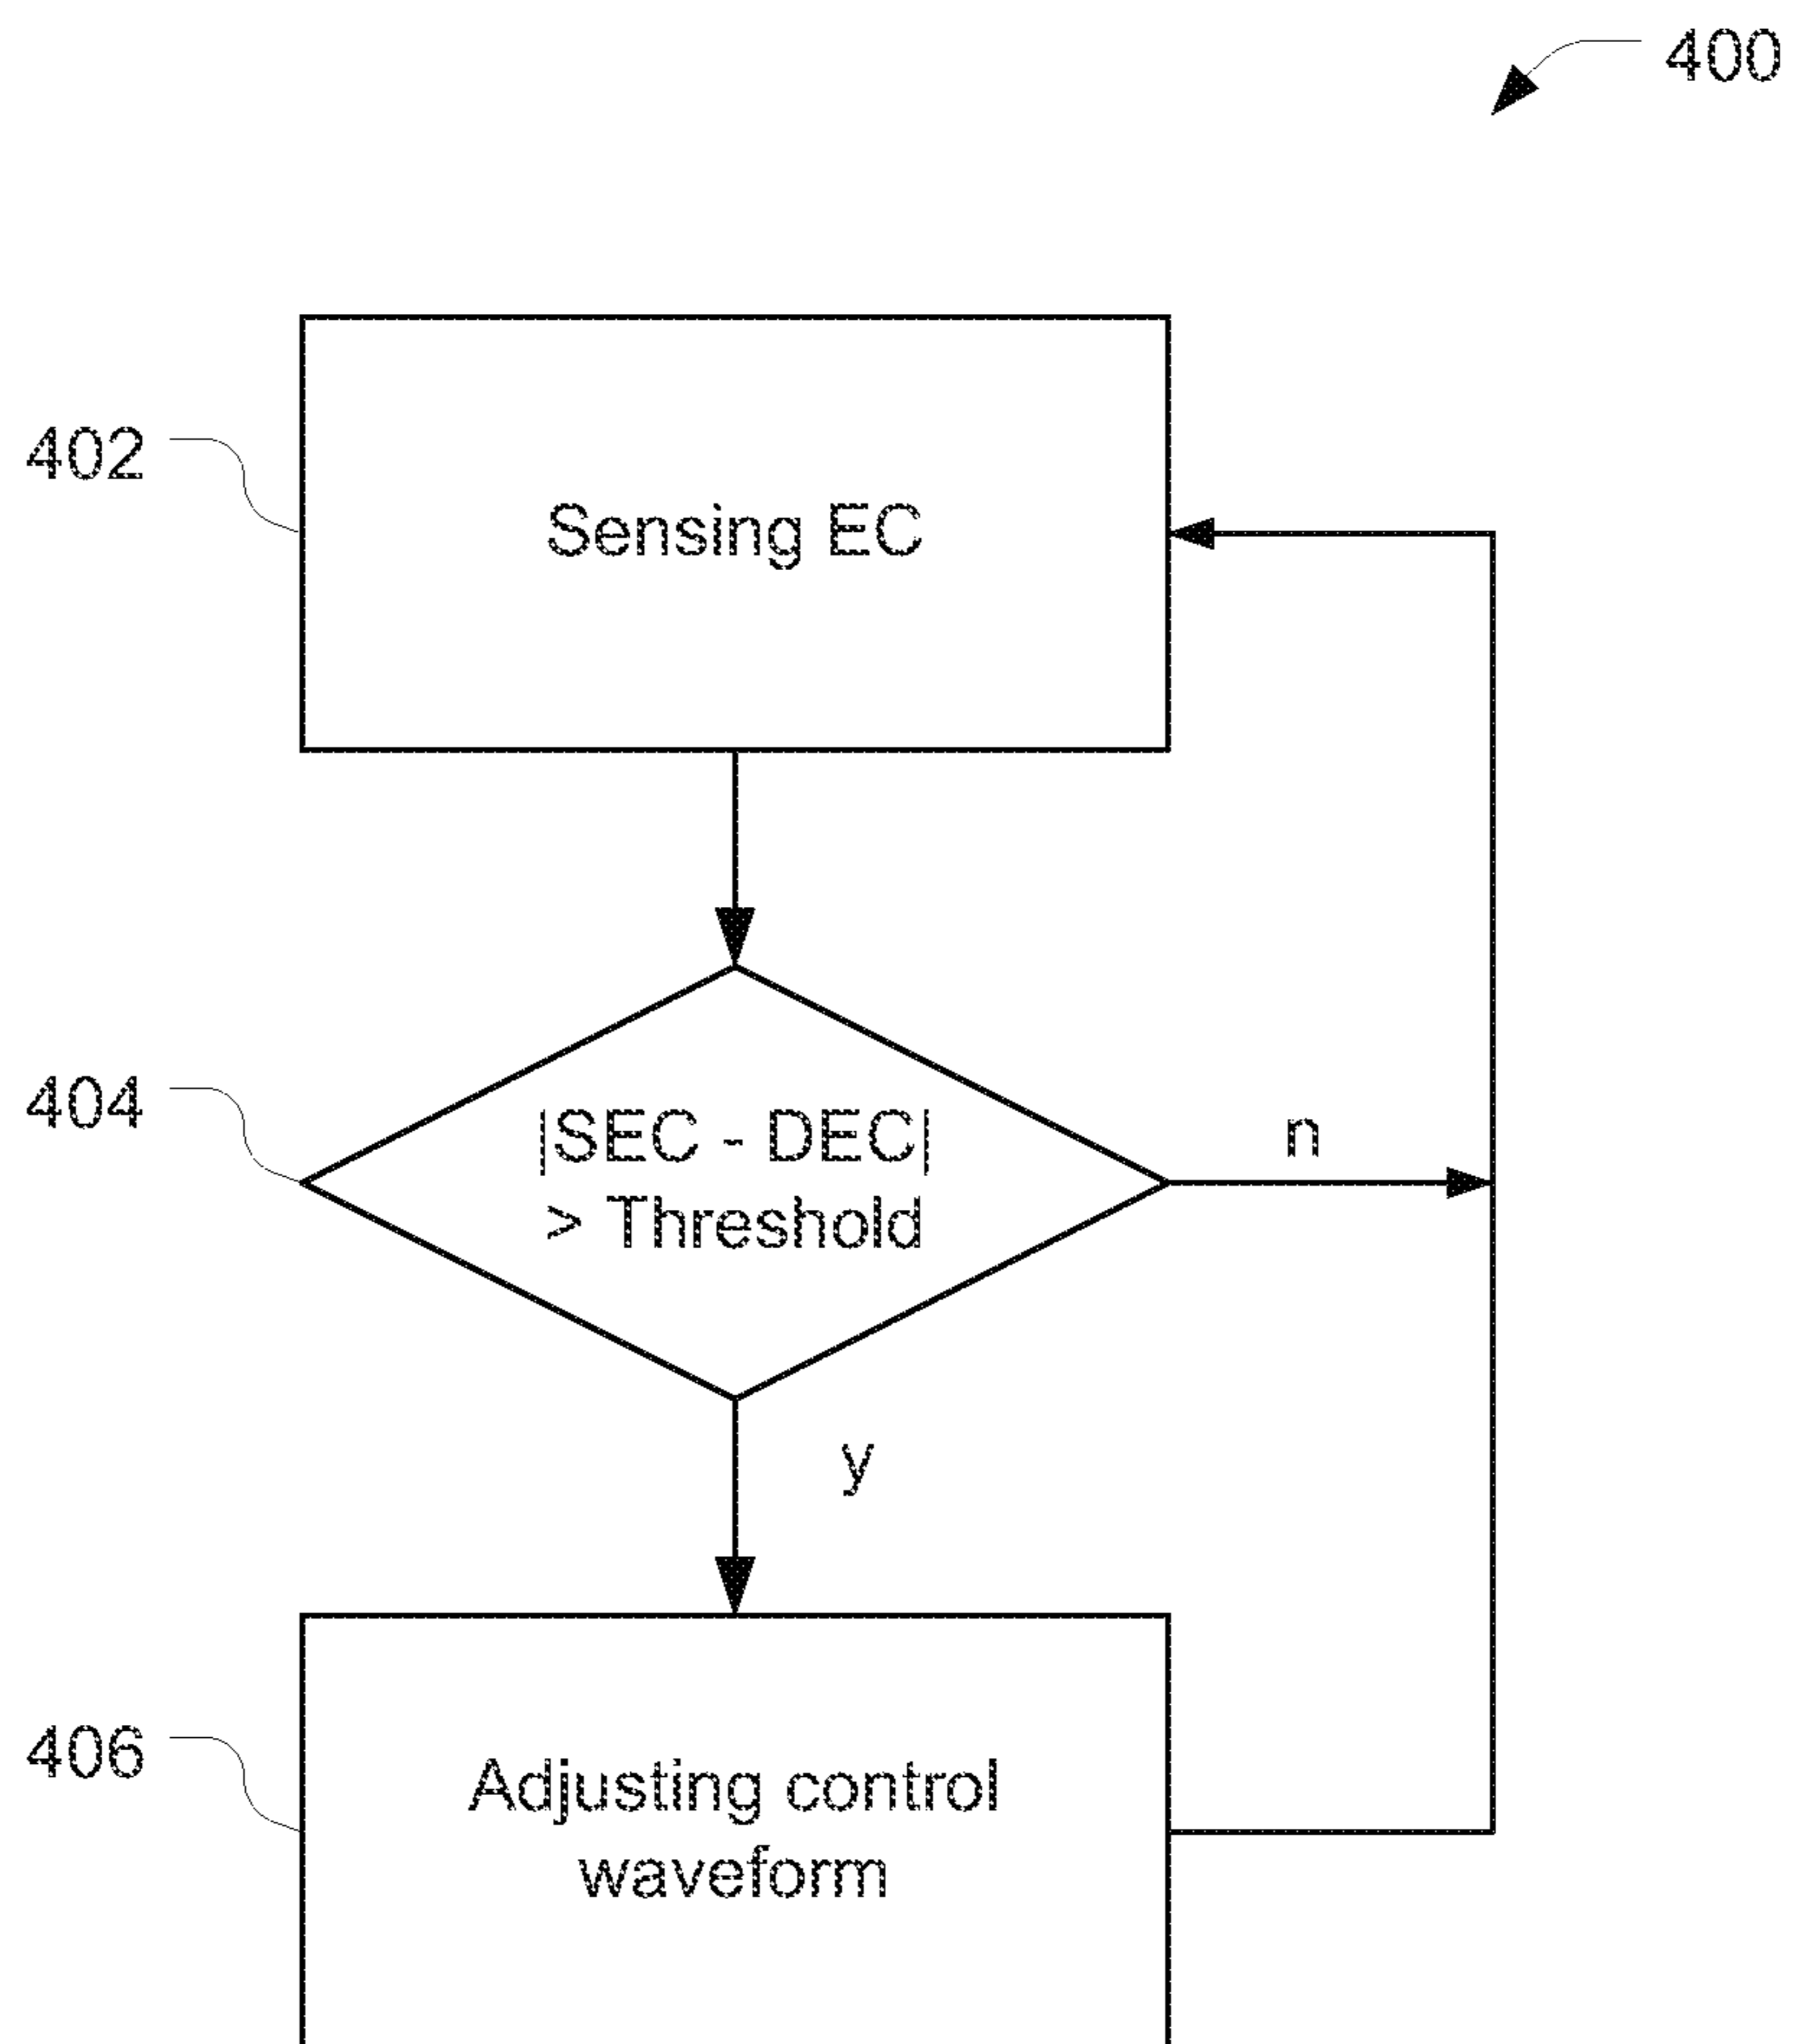 400
402
Sensing EC
404
|SEC - DEC|
> Threshold
n
y
406
Adjusting control
waveform